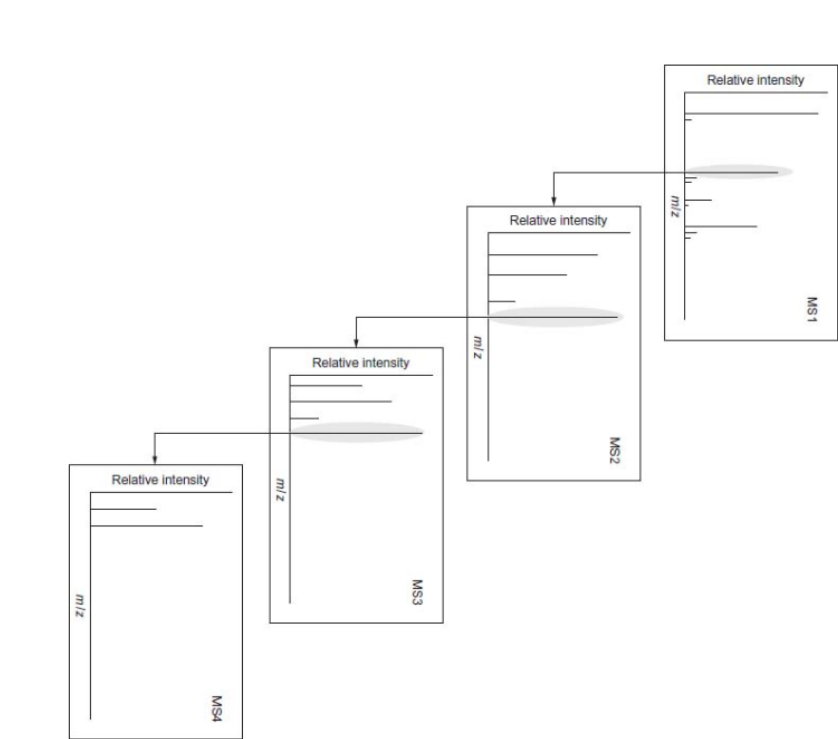 Relative intensity
m/z
MS1
Relative intensity
m/z
MS2
Relative intensity
m/z
MS3
Relative intensity
m/z
MS4